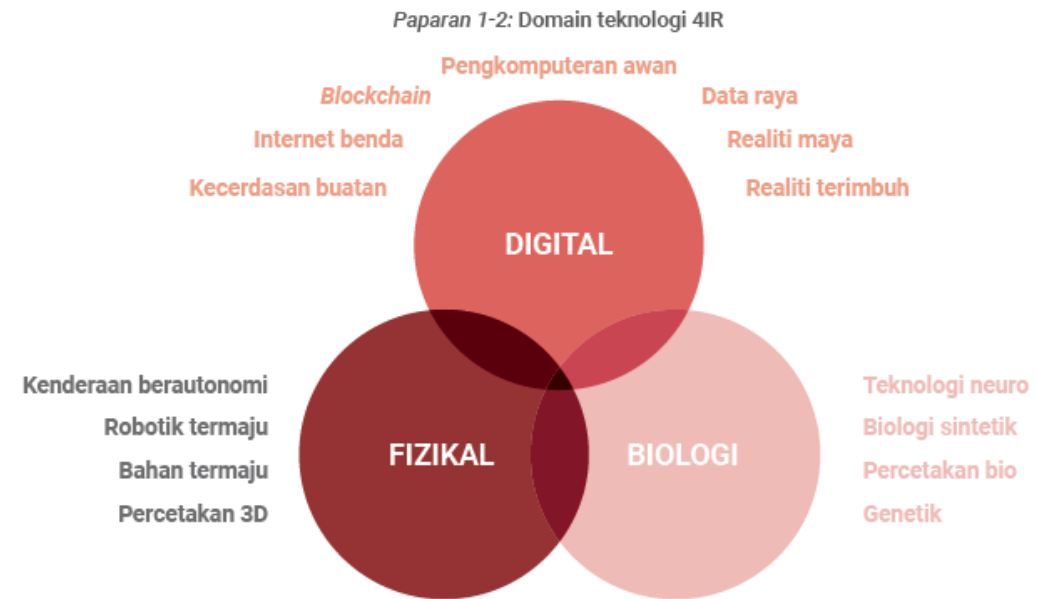 Paparan 1-2: Domain teknologi 4IR
Pengkomputeran awan
Blockchain
Internet benda
Kecerdasan buatan
Data raya
Realiti maya
Realiti terimbuh
DIGITAL
Kenderaan berautonomi
Robotik termaju
Bahan termaju
Percetakan 3D
FIZIKAL
BIOLOGI
Teknologi neuro
Biologi sintetik
Percetakan bio
Genetik